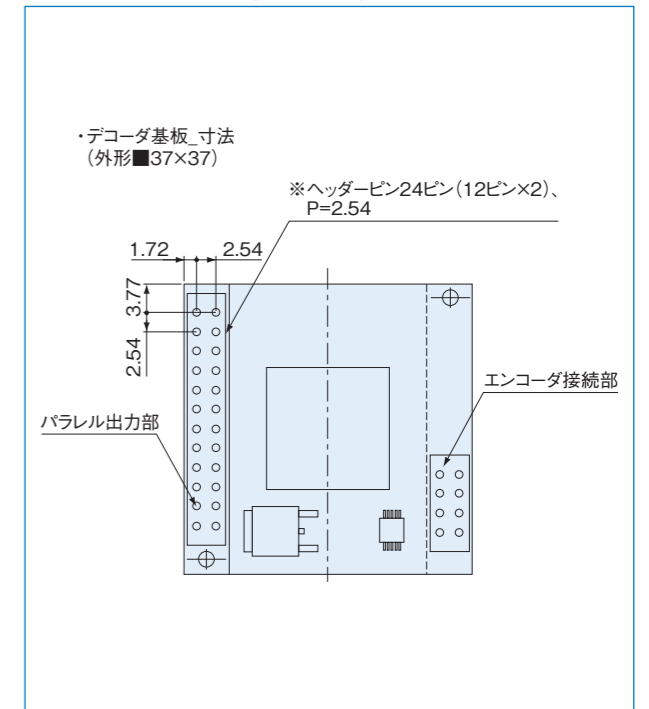 ・デコーダ基板_寸法
（外形■37×37）
※ヘッダーピン24ピン（12ピン×2）、
P=2.54
1.72
2.54
3.77
2.54
エンコーダ接続部
パラレル出力部